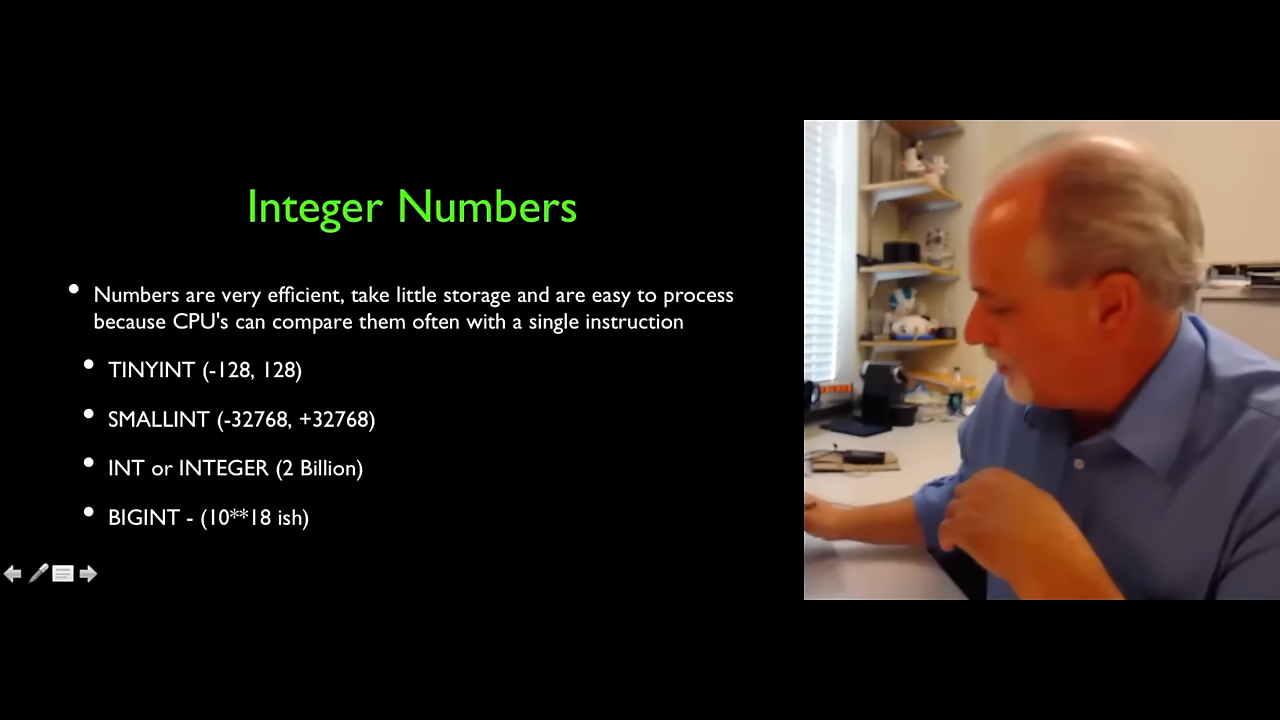 Integer Numbers
Numbers are very efficient, take little storage and are easy to process
because CPU's can compare them often with a single instruction
TINYINT (-128, 128)
SMALLINT (-32768, +32768)
INT or INTEGER (2 Billion)
BIGINT - (10**18 ish)